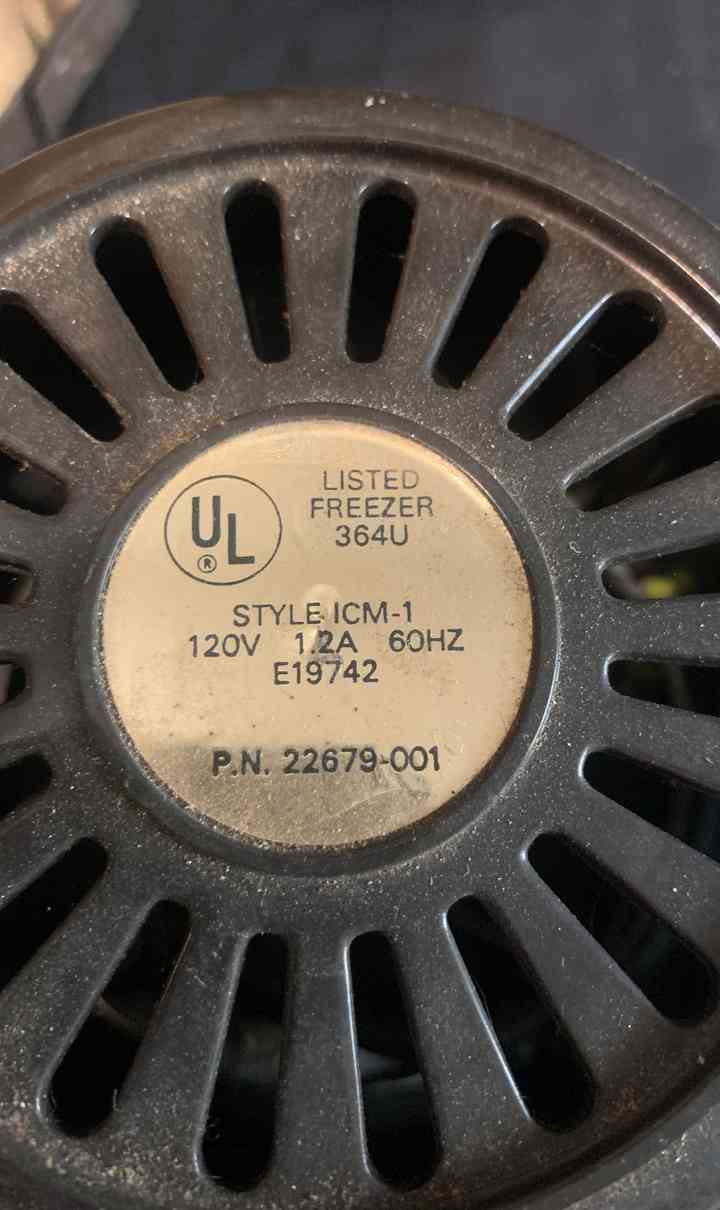 UL
®
LISTED
FREEZER
364U
STYLE ICM-1
120V 1.2A 60HZ
E19742
P.N. 22679-001